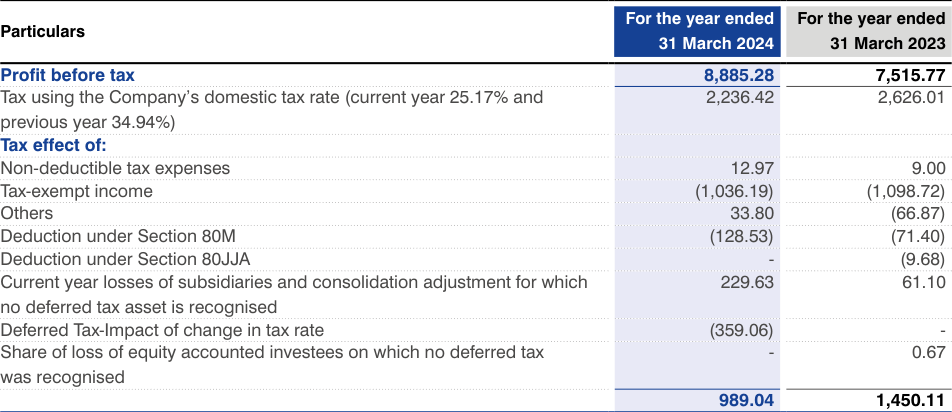 Particulars
For the year ended
31 March 2024
For the year ended
31 March 2023
Profit before tax 8,885.28 7,515.77
Tax using the Company's domestic tax rate (current year 25.17% and 2,236.42 2,626.01
previous year 34.94%)
Tax effect of:
Non-deductible tax expenses 12.97 9.00
Tax-exempt income (1,036.19) (1,098.72)
Others 33.80 (66.87)
Deduction under Section 80M (128.53) (71.40)
Deduction under Section 80JJA - (9.68)
Current year losses of subsidiaries and consolidation adjustment for which 229.63 61.10
no deferred tax asset is recognised
Deferred Tax-Impact of change in tax rate (359.06) -
Share of loss of equity accounted investees on which no deferred tax - 0.67
was recognised
989.04 1,450.11